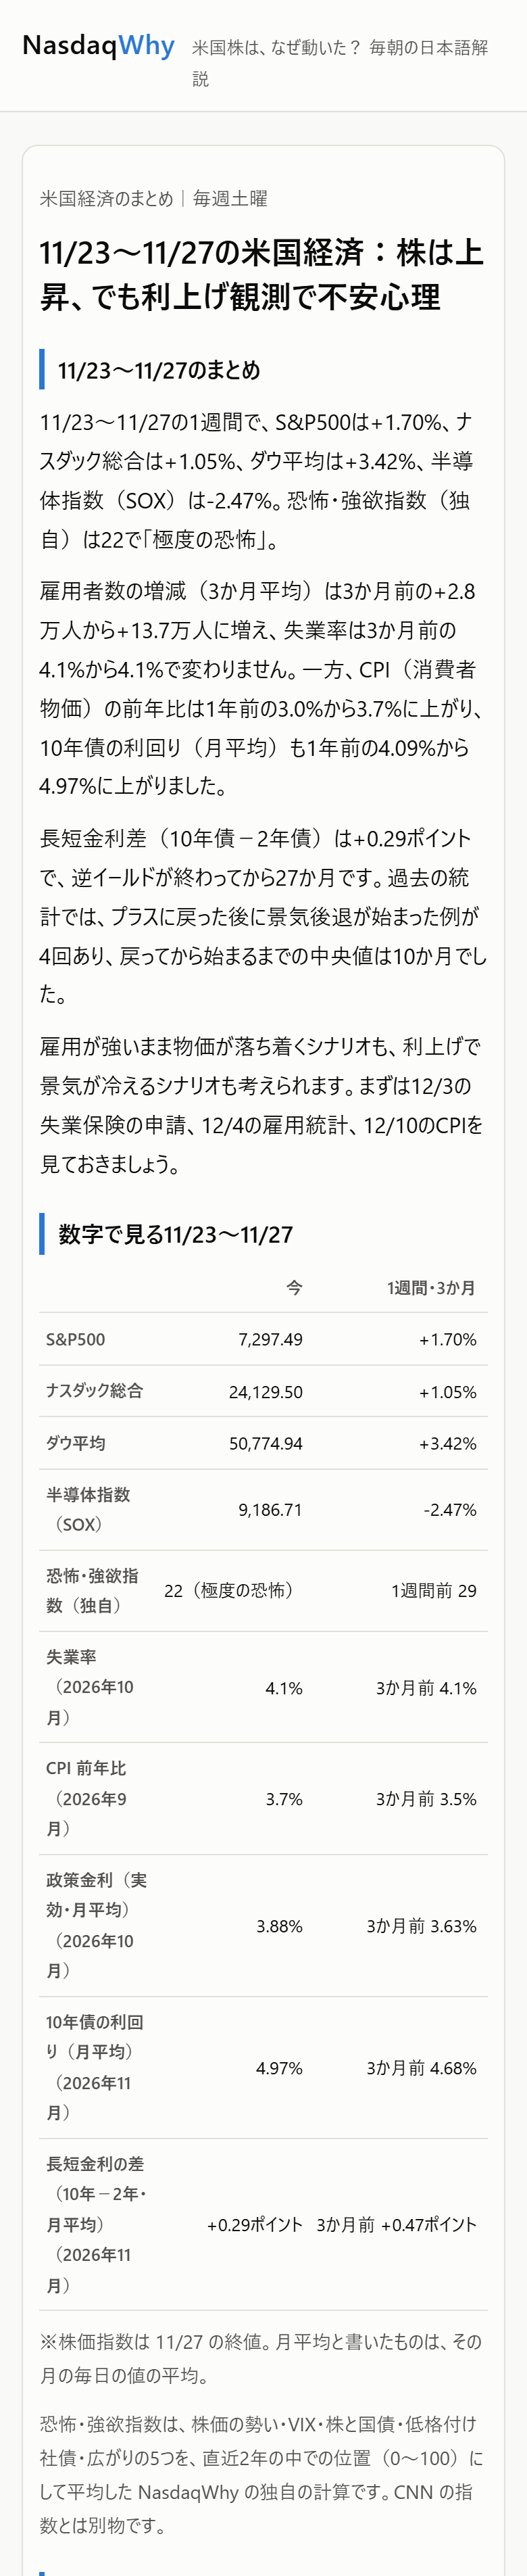 NasdaqWhy 米国株は、なぜ動いた？ 毎朝の日本語解
説
米国経済のまとめ｜毎週土曜
11/23〜11/27の米国経済：株は上
昇、でも利上げ観測で不安心理
11/23〜11/27のまとめ
11/23〜11/27の1週間で、S&P500は+1.70%、ナ
スダック総合は+1.05%、ダウ平均は+3.42%、半導
体指数（SOX）は-2.47%。恐怖・強欲指数（独
自）は22で「極度の恐怖」。
雇用者数の増減（3か月平均）は3か月前の+2.8
万人から+13.7万人に増え、失業率は3か月前の
4.1%から4.1%で変わりません。一方、CPI（消費者
物価）の前年比は1年前の3.0%から3.7%に上がり、
10年債の利回り（月平均）も1年前の4.09%から
4.97%に上がりました。
長短金利差（10年債－2年債）は+0.29ポイント
で、逆イールドが終わってから27か月です。過去の統
計では、プラスに戻った後に景気後退が始まった例が
4回あり、戻ってから始まるまでの中央値は10か月でし
た。
雇用が強いまま物価が落ち着くシナリオも、利上げで
景気が冷えるシナリオも考えられます。まずは12/3の
失業保険の申請、12/4の雇用統計、12/10のCPIを
見ておきましょう。
数字で見る11/23〜11/27
今 1週間・3か月
S&P500 7,297.49 +1.70%
ナスダック総合 24,129.50 +1.05%
ダウ平均 50,774.94 +3.42%
半導体指数
（SOX） 9,186.71 -2.47%
恐怖・強欲指
数（独自） 22（極度の恐怖） 1週間前 29
失業率
（2026年10
月） 4.1% 3か月前 4.1%
CPI 前年比
（2026年9
月） 3.7% 3か月前 3.5%
政策金利（実
効・月平均）
（2026年10
月） 3.88% 3か月前 3.63%
10年債の利回
り（月平均）
（2026年11
月） 4.97% 3か月前 4.68%
長短金利の差
（10年－2年・
月平均）
（2026年11
月） +0.29ポイント 3か月前 +0.47ポイント
※株価指数は 11/27 の終値。月平均と書いたものは、その
月の毎日の値の平均。
恐怖・強欲指数は、株価の勢い・VIX・株と国債・低格付け
社債・広がりの5つを、直近2年の中での位置（0〜100）に
して平均した NasdaqWhy の独自の計算です。CNN の指
数とは別物です。